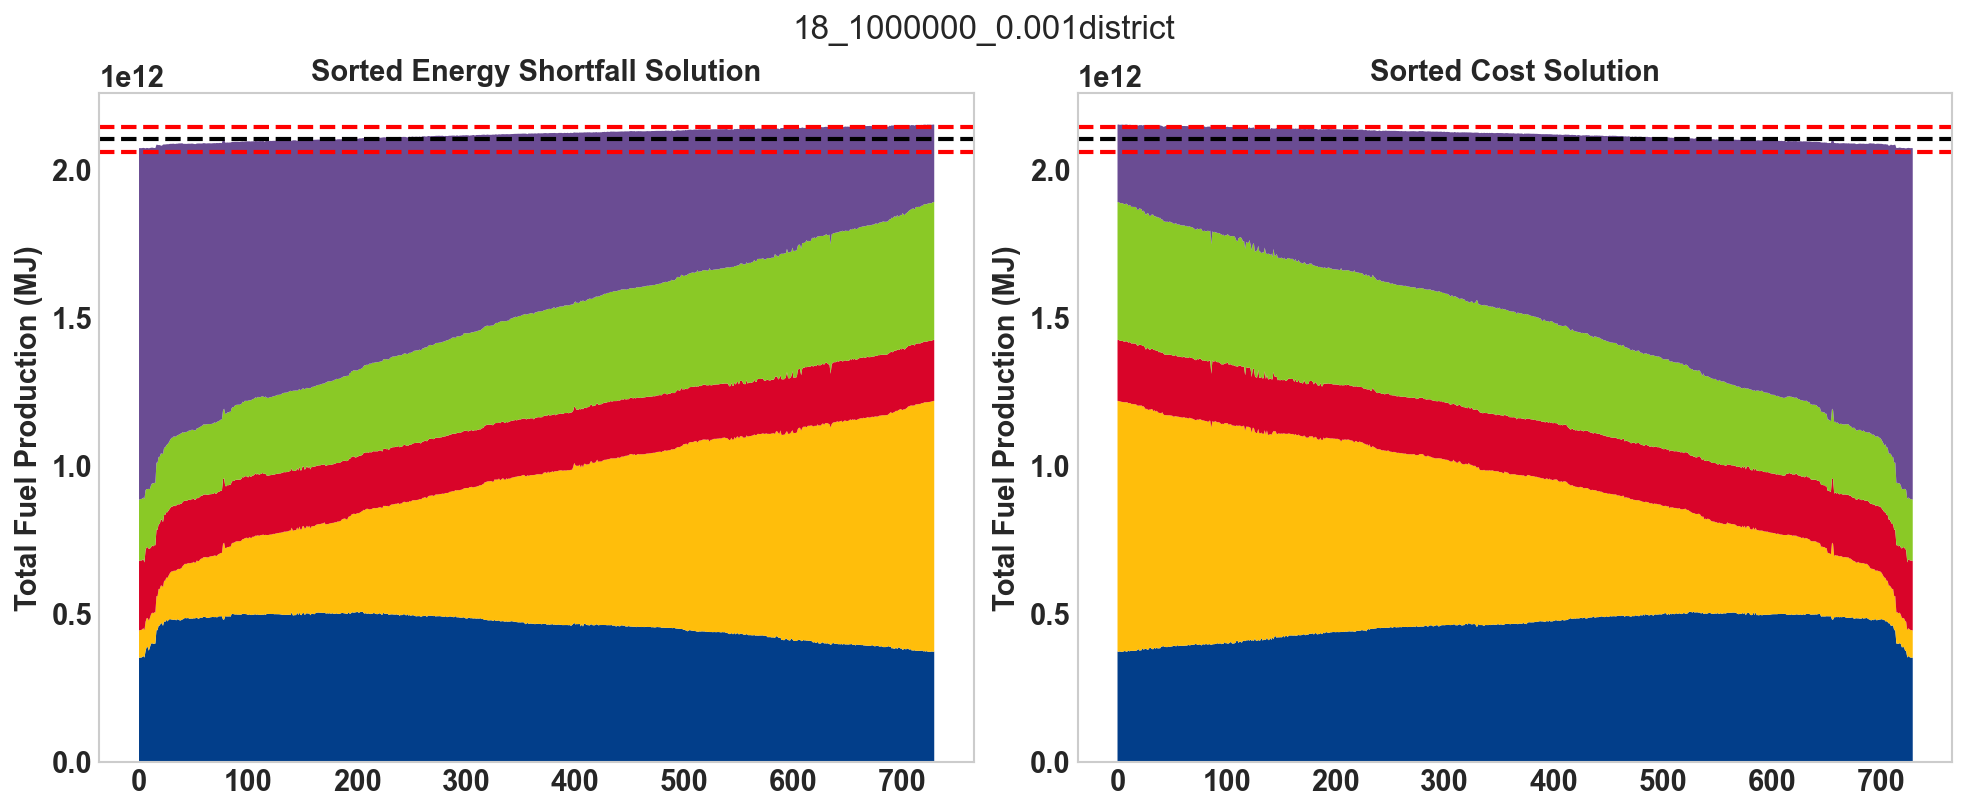 18_1000000_0.001district
Sorted Energy Shortfall Solution
1e12
Total Fuel Production (MJ)
2.0
1.5
1.0
0.5
0.0
0 100 200 300 400 500 600 700
Sorted Cost Solution
1e12
Total Fuel Production (MJ)
2.0
1.5
1.0
0.5
0.0
0 100 200 300 400 500 600 700